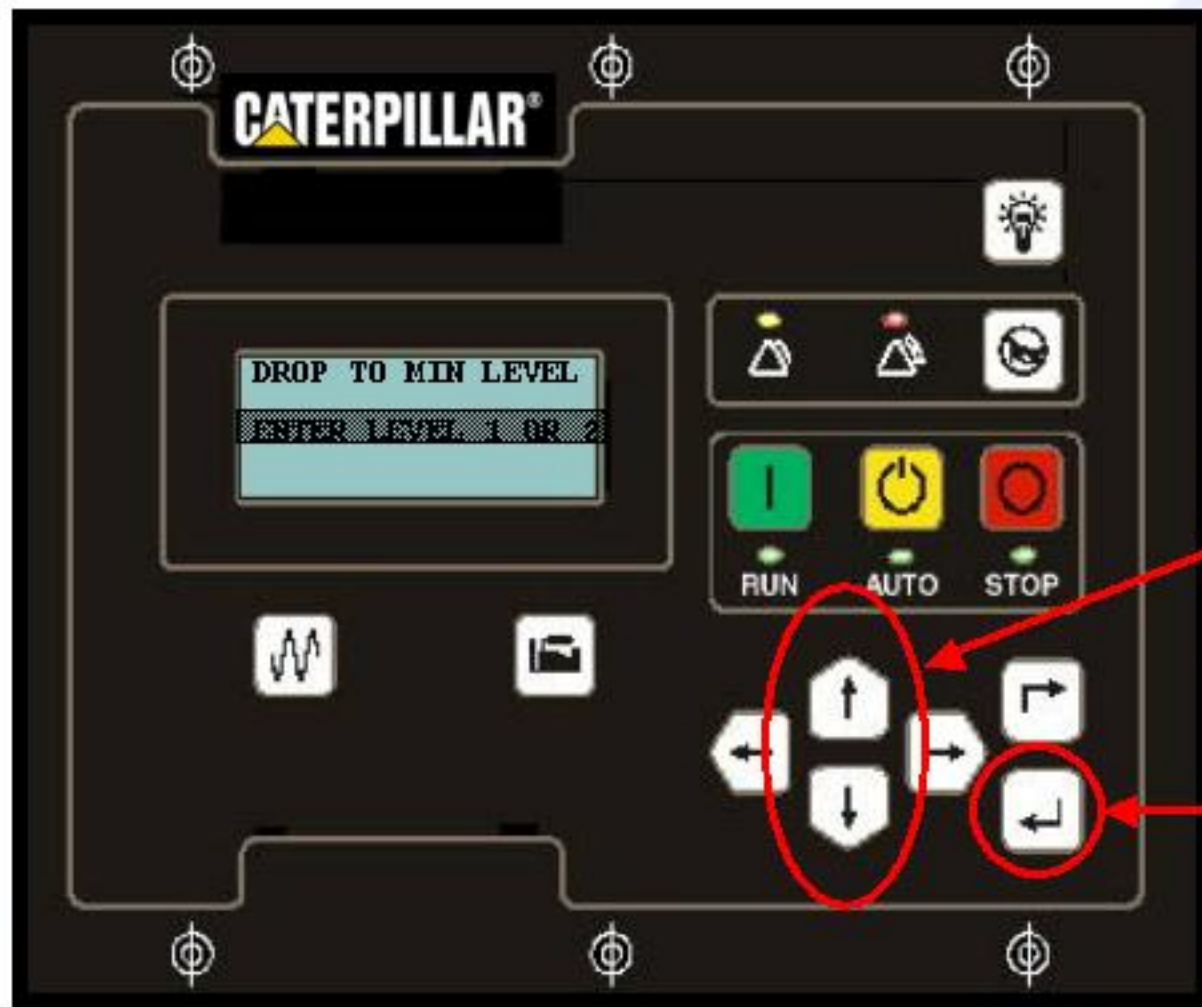 CATERPILLAR®
DROP TO MIN LEVEL
ENTER LEVEL 1 OR 2
RUN AUTO STOP